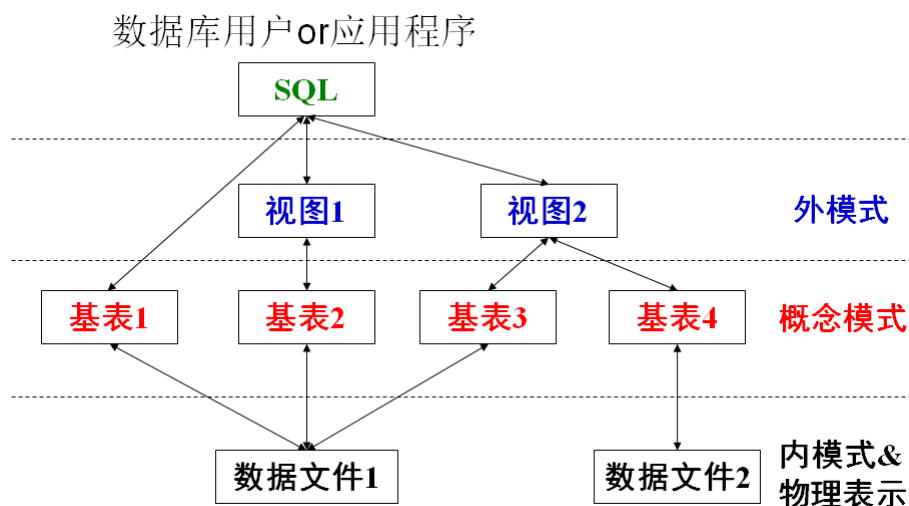 数据库用户or应用程序
SQL
视图1
视图2
外模式
基表1
基表2
基表3
基表4
概念模式
数据文件1
数据文件2
内模式&
物理表示